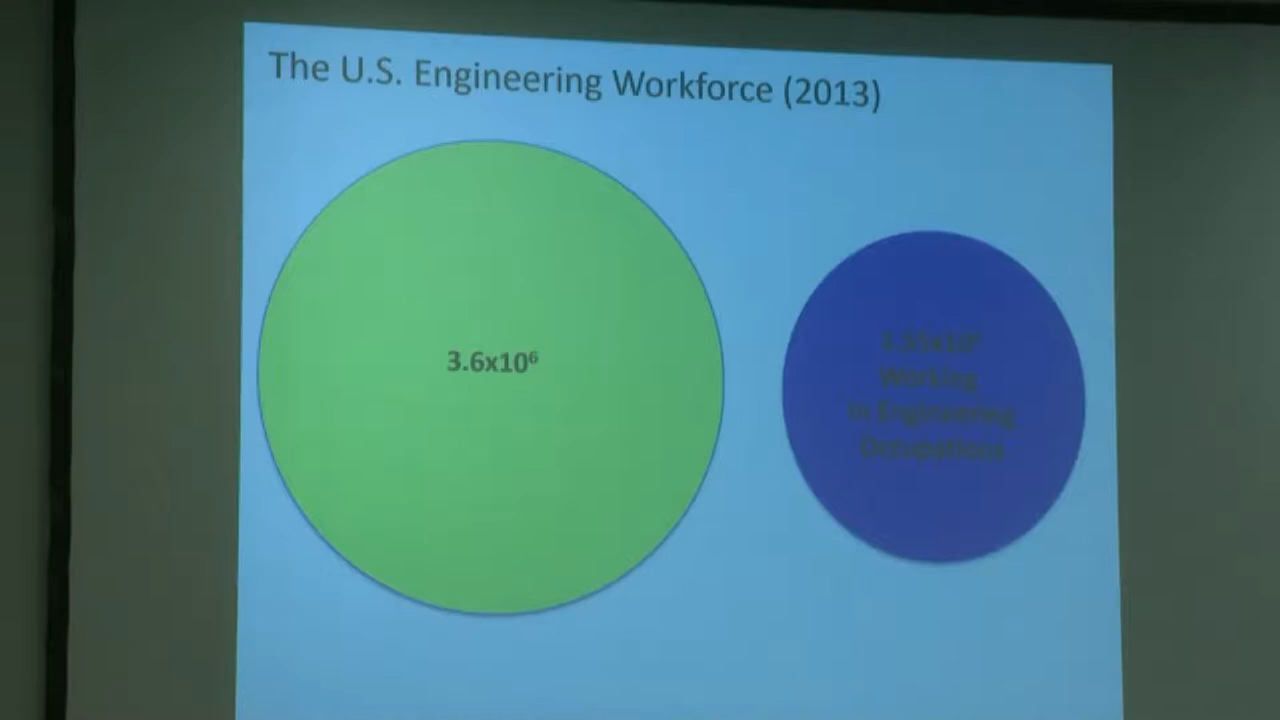 The U.S. Engineering Workforce (2013)
3.6x10⁶
Working
in Engineering
Occupations